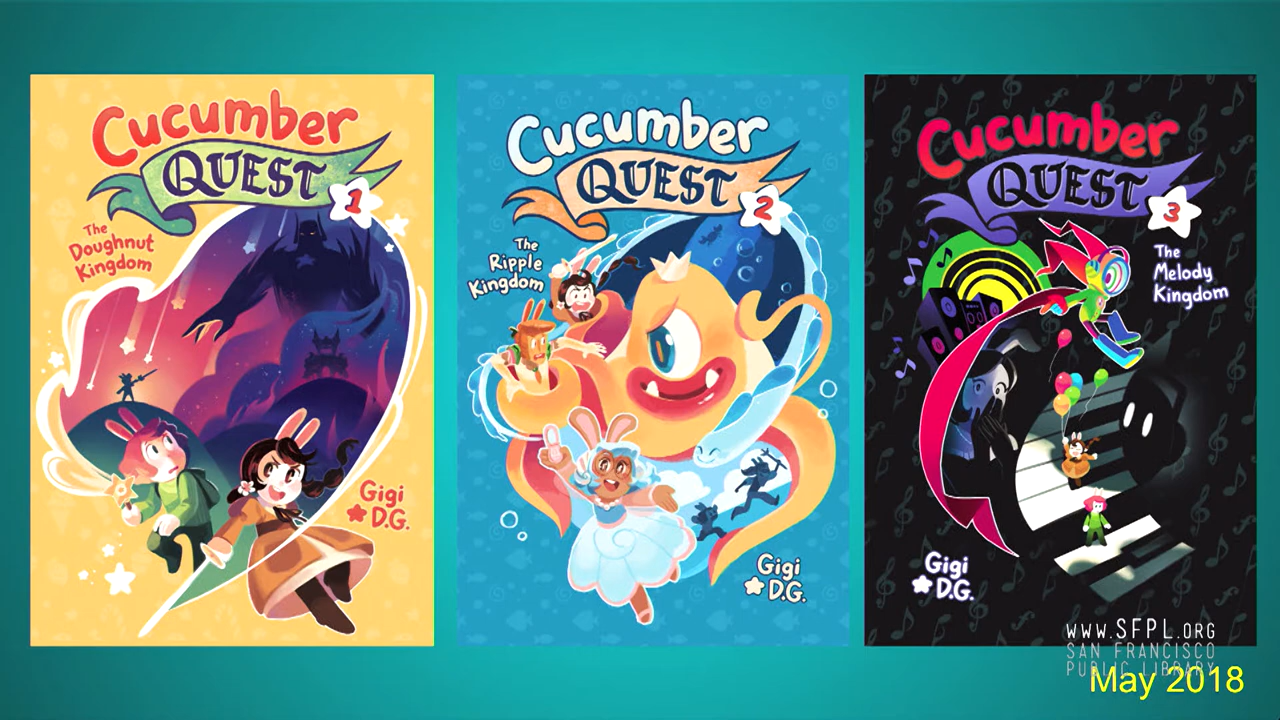 Cucumber
QUEST
1
The
Doughnut
Kingdom
Gigi
D.G.
Cucumber
QUEST
2
The
Ripple
Kingdom
Gigi
D.G.
Cucumber
QUEST
3
The
Melody
Kingdom
Gigi
D.G.
WWW.SFPL.ORG
SAN FRANCISCO
PUBLIC LIBRARY
May 2018